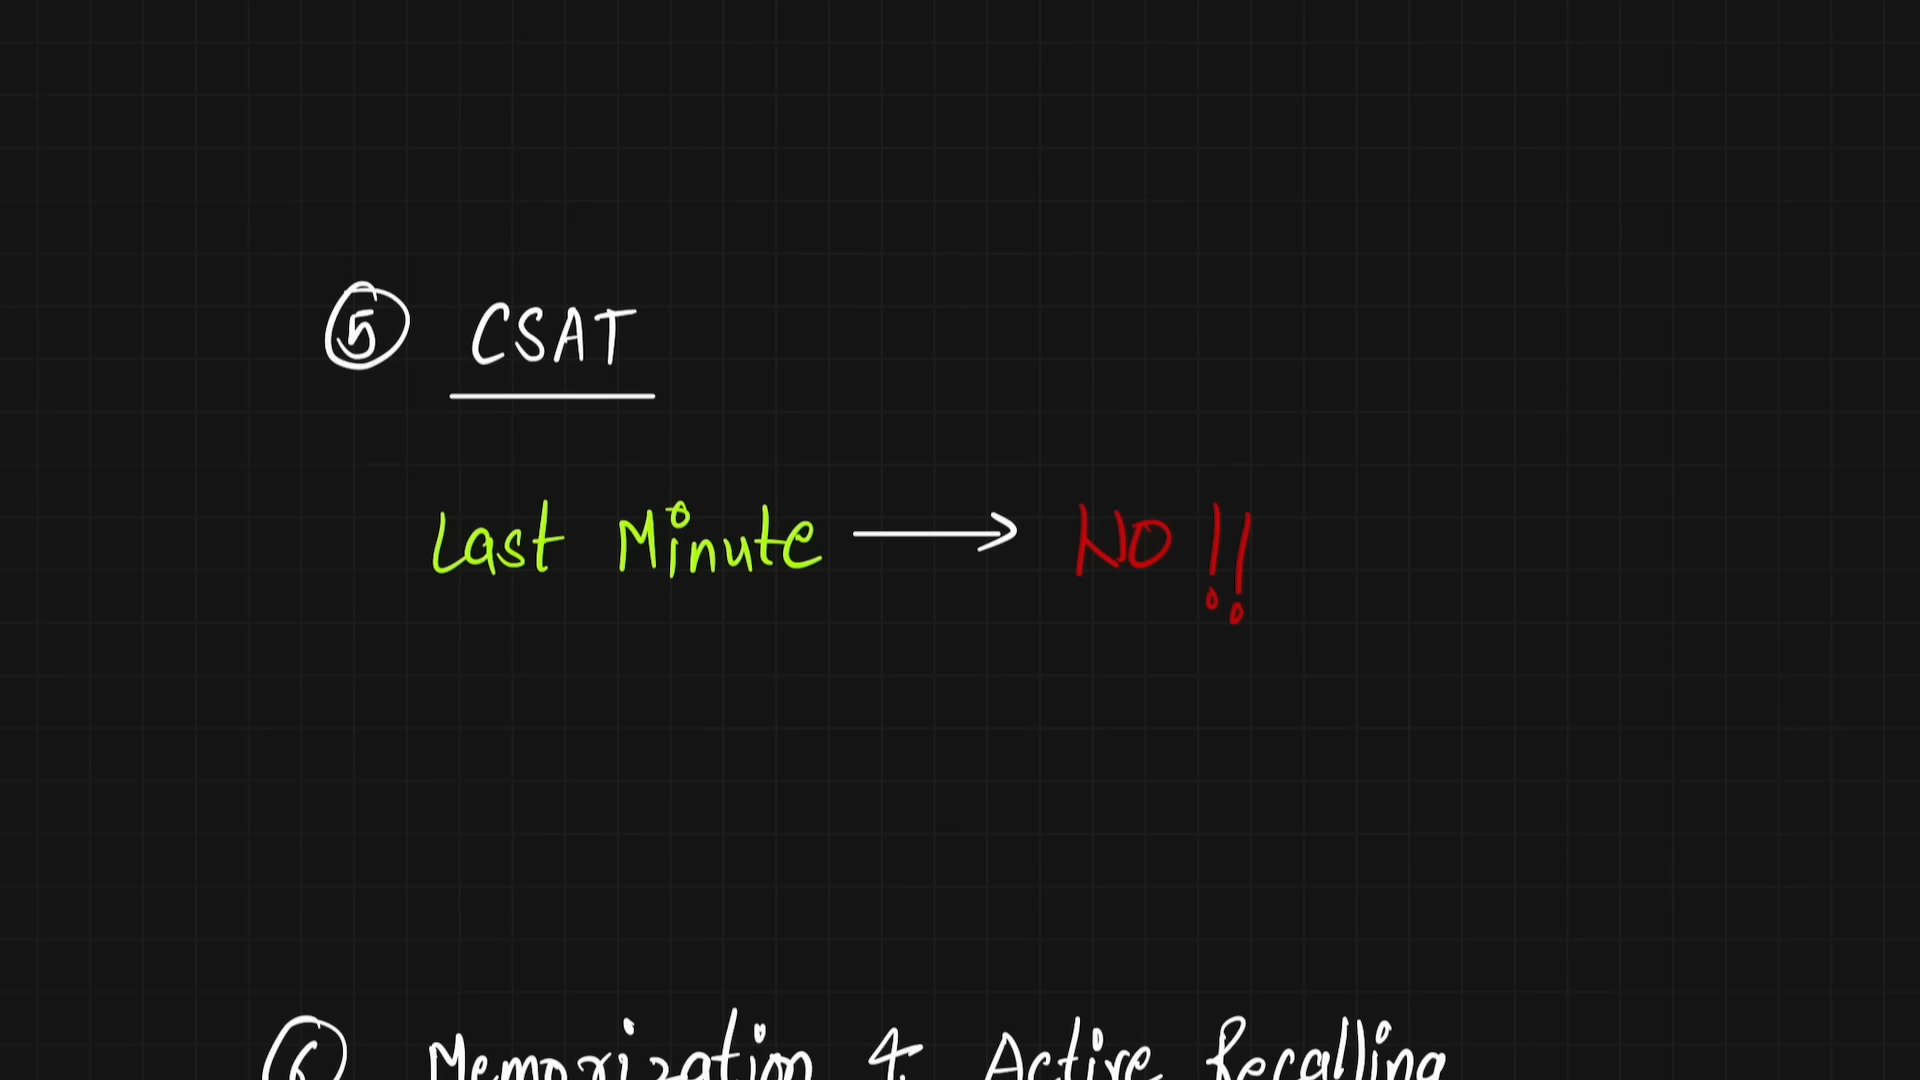 5 CSAT
Last Minute → NO!!
6 Memorization & Active Recalling